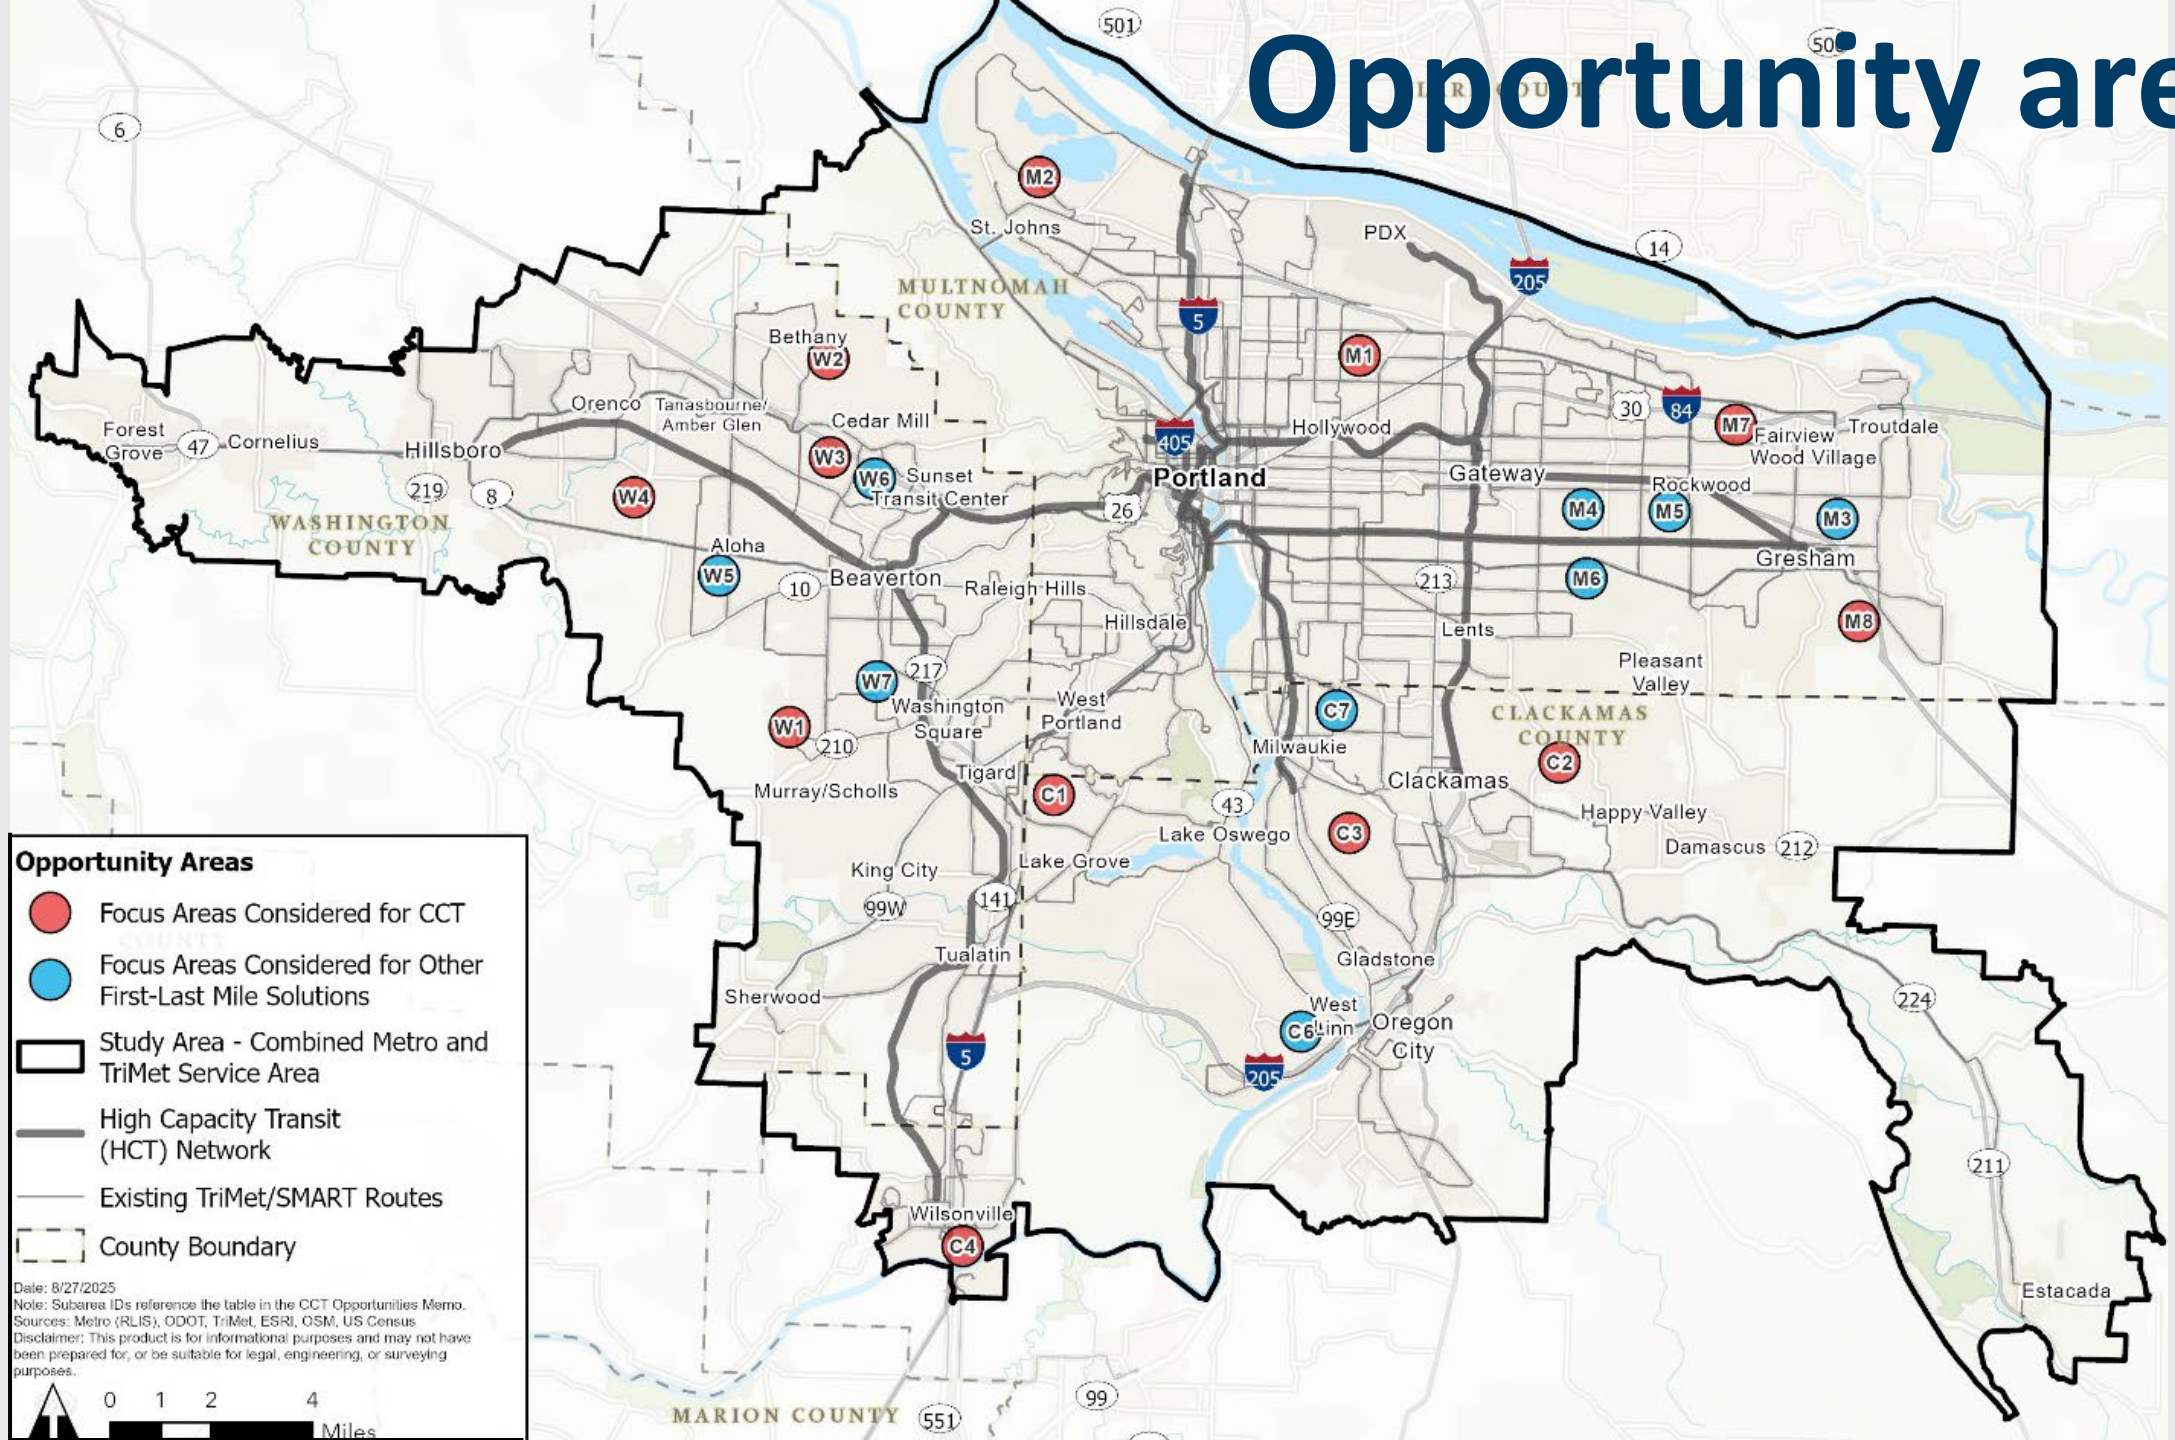 Opportunity are
501
500
CLARK COUNTY
6
M2
St. Johns
PDX
14
205
MULTNOMAH
COUNTY
5
Bethany
W2
M1
Orenco
Tanasbourne/
Amber Glen
Cedar Mill
30
84
M7
Fairview
Wood Village
Troutdale
Forest
Grove
47
Cornelius
Hillsboro
405
Hollywood
W3
W6
Sunset
Transit Center
Portland
Gateway
Rockwood
219
8
W4
26
M4
M5
M3
WASHINGTON
COUNTY
Aloha
W5
10
Beaverton
Raleigh Hills
213
M6
Gresham
Hillsdale
Lents
M8
217
W7
Pleasant
Valley
Washington
Square
West
Portland
C7
CLACKAMAS
COUNTY
W1
210
Milwaukie
C2
Tigard
Clackamas
Murray/Scholls
C1
43
Happy Valley
Lake Oswego
C3
Damascus
212
King City
Lake Grove
99W
141
99E
Tualatin
Gladstone
Sherwood
West
Linn
C6
Oregon
City
224
5
205
211
Wilsonville
C4
Estacada
MARION COUNTY
551
99
Opportunity Areas
Focus Areas Considered for CCT
COUNTY
Focus Areas Considered for Other
First-Last Mile Solutions
Study Area - Combined Metro and
TriMet Service Area
High Capacity Transit
(HCT) Network
Existing TriMet/SMART Routes
County Boundary
Date: 8/27/2025
Note: Subarea IDs reference the table in the CCT Opportunities Memo.
Sources: Metro (RLIS), ODOT, TriMet, ESRI, OSM, US Census
Disclaimer: This product is for informational purposes and may not have
been prepared for, or be suitable for legal, engineering, or surveying
purposes.
0 1 2 4
Miles